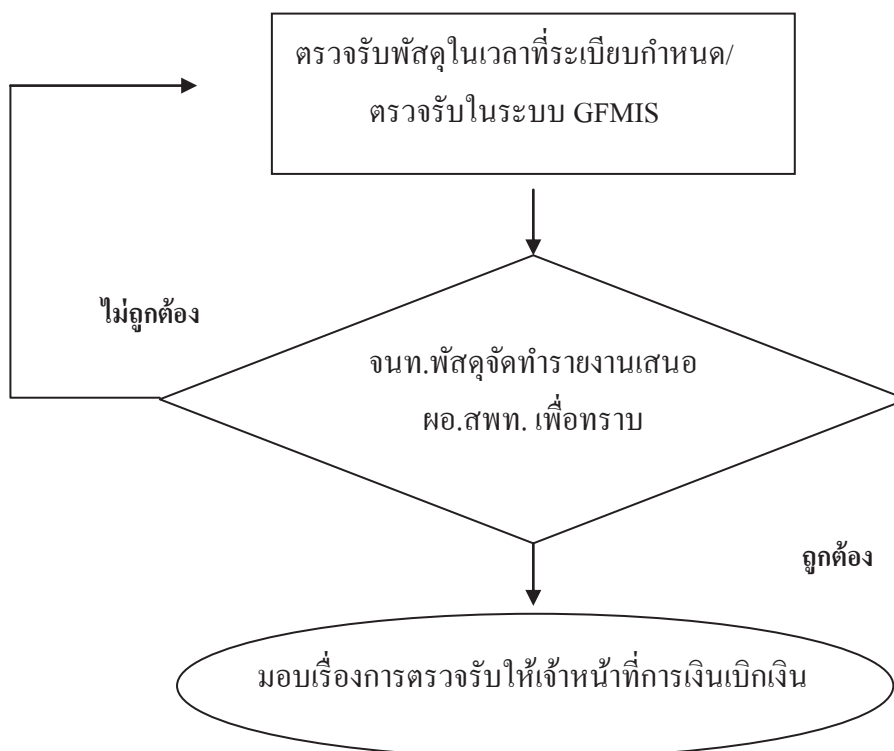 ตรวจรับพัสดุในเวลาที่ระเบียบกำหนด/
ตรวจรับในระบบ GFMIS
ไม่ถูกต้อง
จนท.พัสดุจัดทำรายงานเสนอ
ผอ.สพท. เพื่อทราบ
ถูกต้อง
มอบเรื่องการตรวจรับให้เจ้าหน้าที่การเงินเบิกเงิน